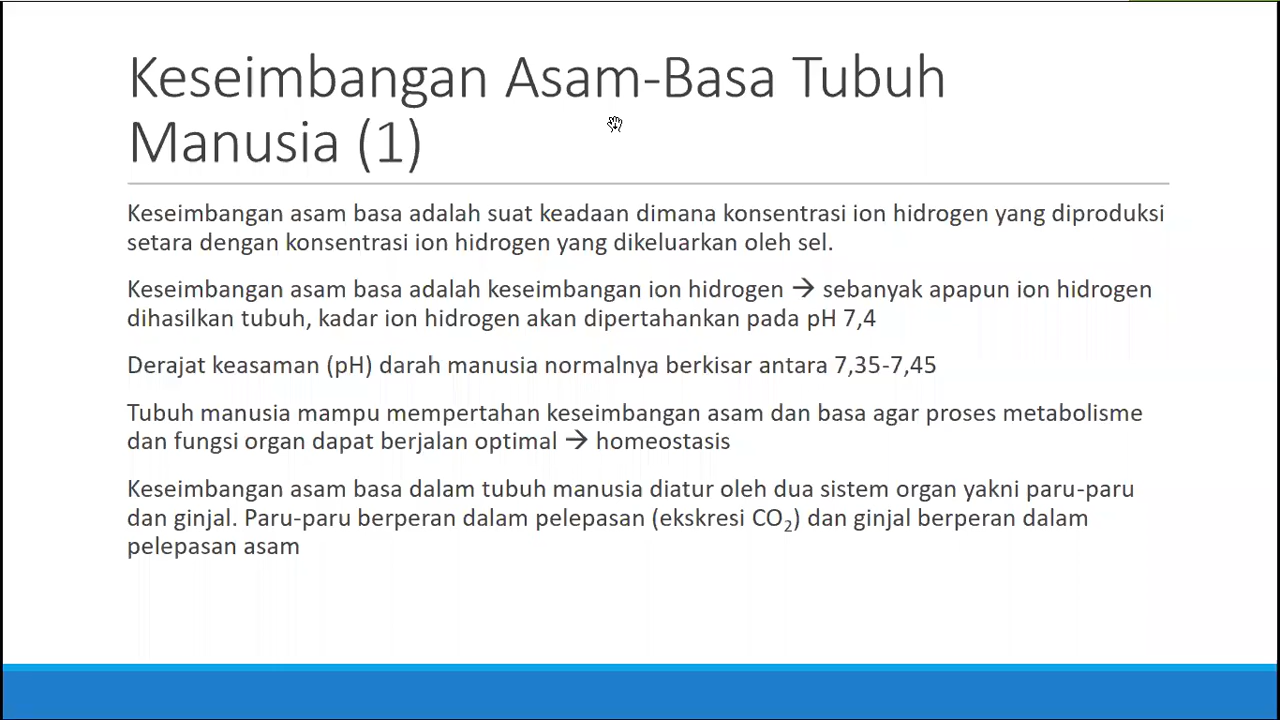 Keseimbangan Asam-Basa Tubuh
Manusia (1)
Keseimbangan asam basa adalah suat keadaan dimana konsentrasi ion hidrogen yang diproduksi
setara dengan konsentrasi ion hidrogen yang dikeluarkan oleh sel.
Keseimbangan asam basa adalah keseimbangan ion hidrogen → sebanyak apapun ion hidrogen
dihasilkan tubuh, kadar ion hidrogen akan dipertahankan pada pH 7,4
Derajat keasaman (pH) darah manusia normalnya berkisar antara 7,35-7,45
Tubuh manusia mampu mempertahan keseimbangan asam dan basa agar proses metabolisme
dan fungsi organ dapat berjalan optimal → homeostasis
Keseimbangan asam basa dalam tubuh manusia diatur oleh dua sistem organ yakni paru-paru
dan ginjal. Paru-paru berperan dalam pelepasan (ekskresi CO₂) dan ginjal berperan dalam
pelepasan asam